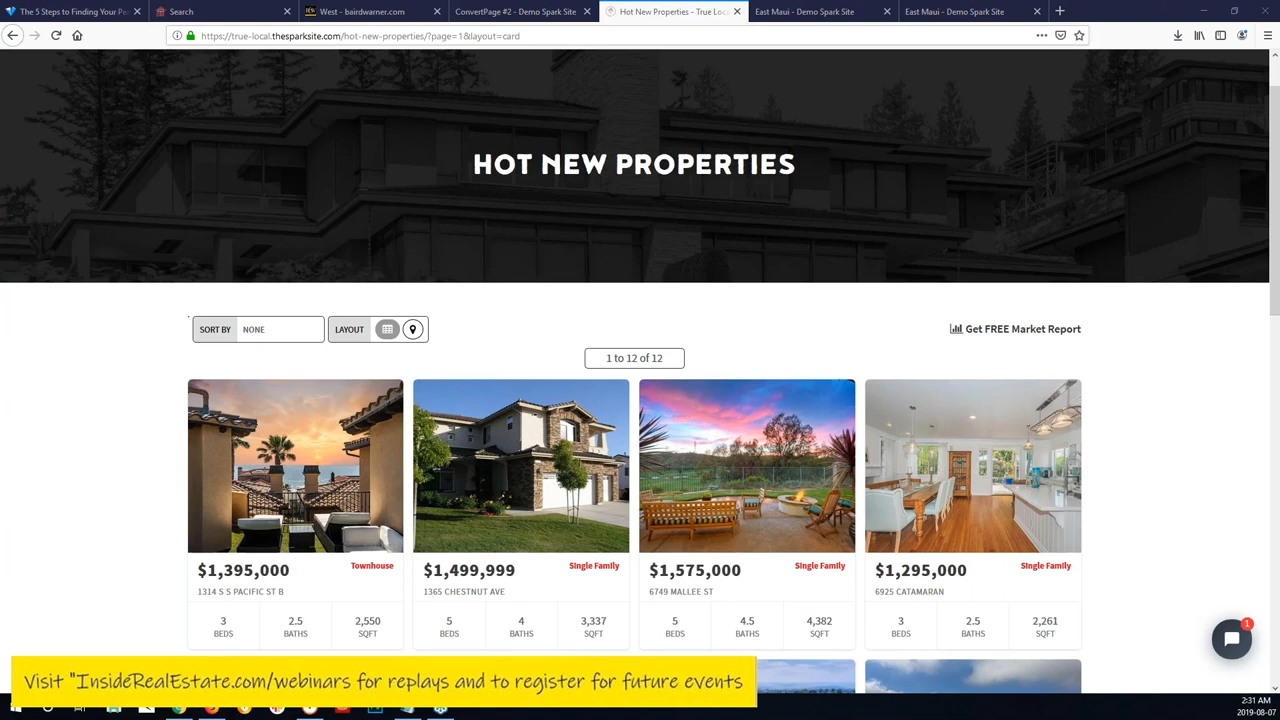 The 5 Steps to Finding Your Pe
Search
West - bairdwarner.com
ConvertPage #2 - Demo Spark Site
Hot New Properties - True Loc
East Maui - Demo Spark Site
East Maui - Demo Spark Site
https://true-local.thesparksite.com/hot-new-properties/?page=1&layout=card
HOT NEW PROPERTIES
SORT BY NONE LAYOUT
Get FREE Market Report
1 to 12 of 12
$1,395,000 Townhouse
1314 S S PACIFIC ST B
3 2.5 2,550
BEDS BATHS SQFT
$1,499,999 Single Family
1365 CHESTNUT AVE
5 4 3,337
BEDS BATHS SQFT
$1,575,000 Single Family
6749 MALLEE ST
5 4.5 4,382
BEDS BATHS SQFT
$1,295,000 Single Family
6925 CATAMARAN
3 2.5 2,261
BEDS BATHS SQFT
1
Visit "InsideRealEstate.com/webinars for replays and to register for future events
2:31 AM
2019-08-07